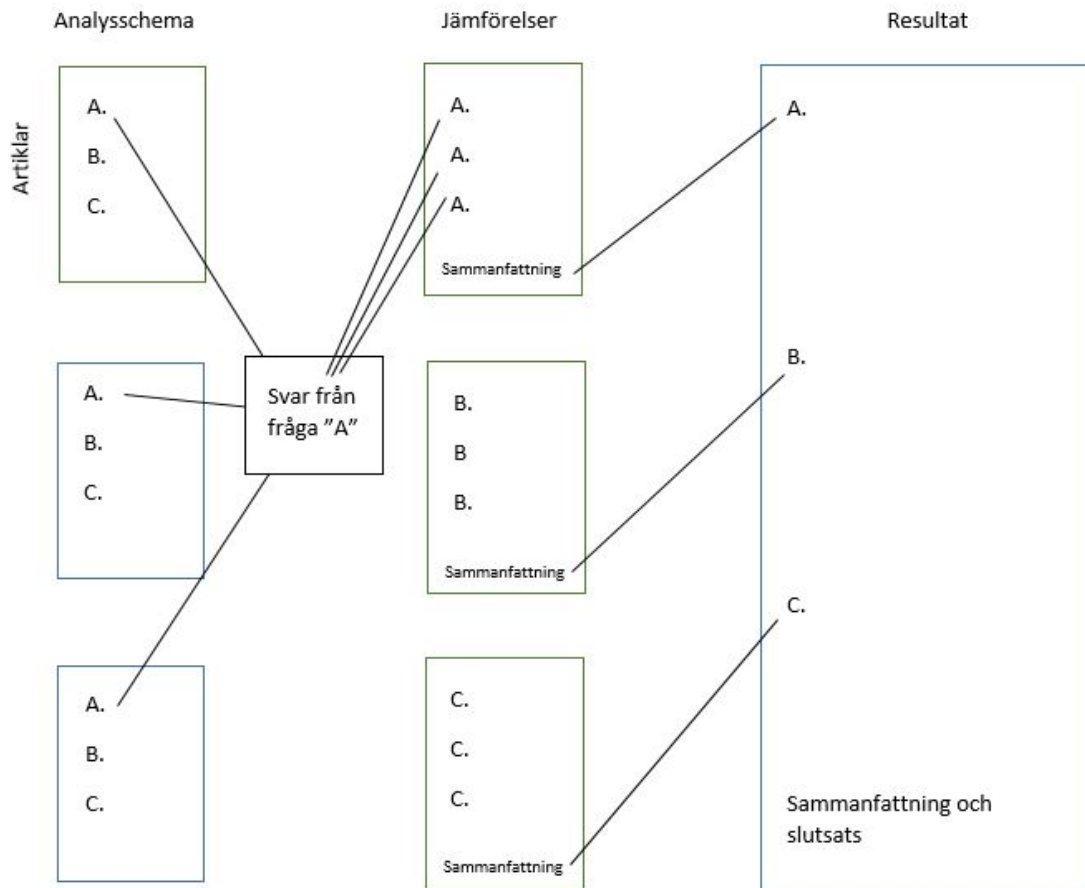 Analysschema
Jämförelser
Resultat
Artiklar
A.
B.
C.
A.
B.
C.
A.
B.
C.
Svar från
fråga ”A”
A.
A.
A.
Sammanfattning
B.
B
B.
Sammanfattning
C.
C.
C.
Sammanfattning
A.
B.
C.
Sammanfattning och
slutsats